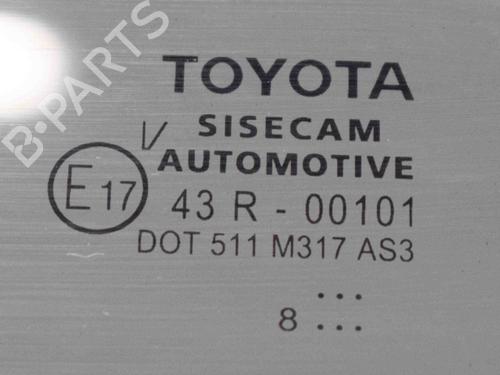 TOYOTA
SISECAM
AUTOMOTIVE
E17
43 R - 00101
DOT 511 M317 AS3
...
8 ...
B-PARTS